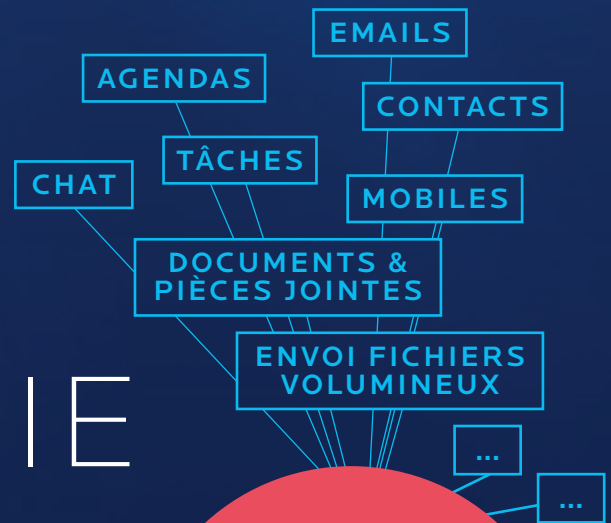 EMAILS
AGENDAS
CONTACTS
TÂCHES
CHAT
MOBILES
DOCUMENTS &
PIÈCES JOINTES
ENVOI FICHIERS
VOLUMINEUX
IE
...
...